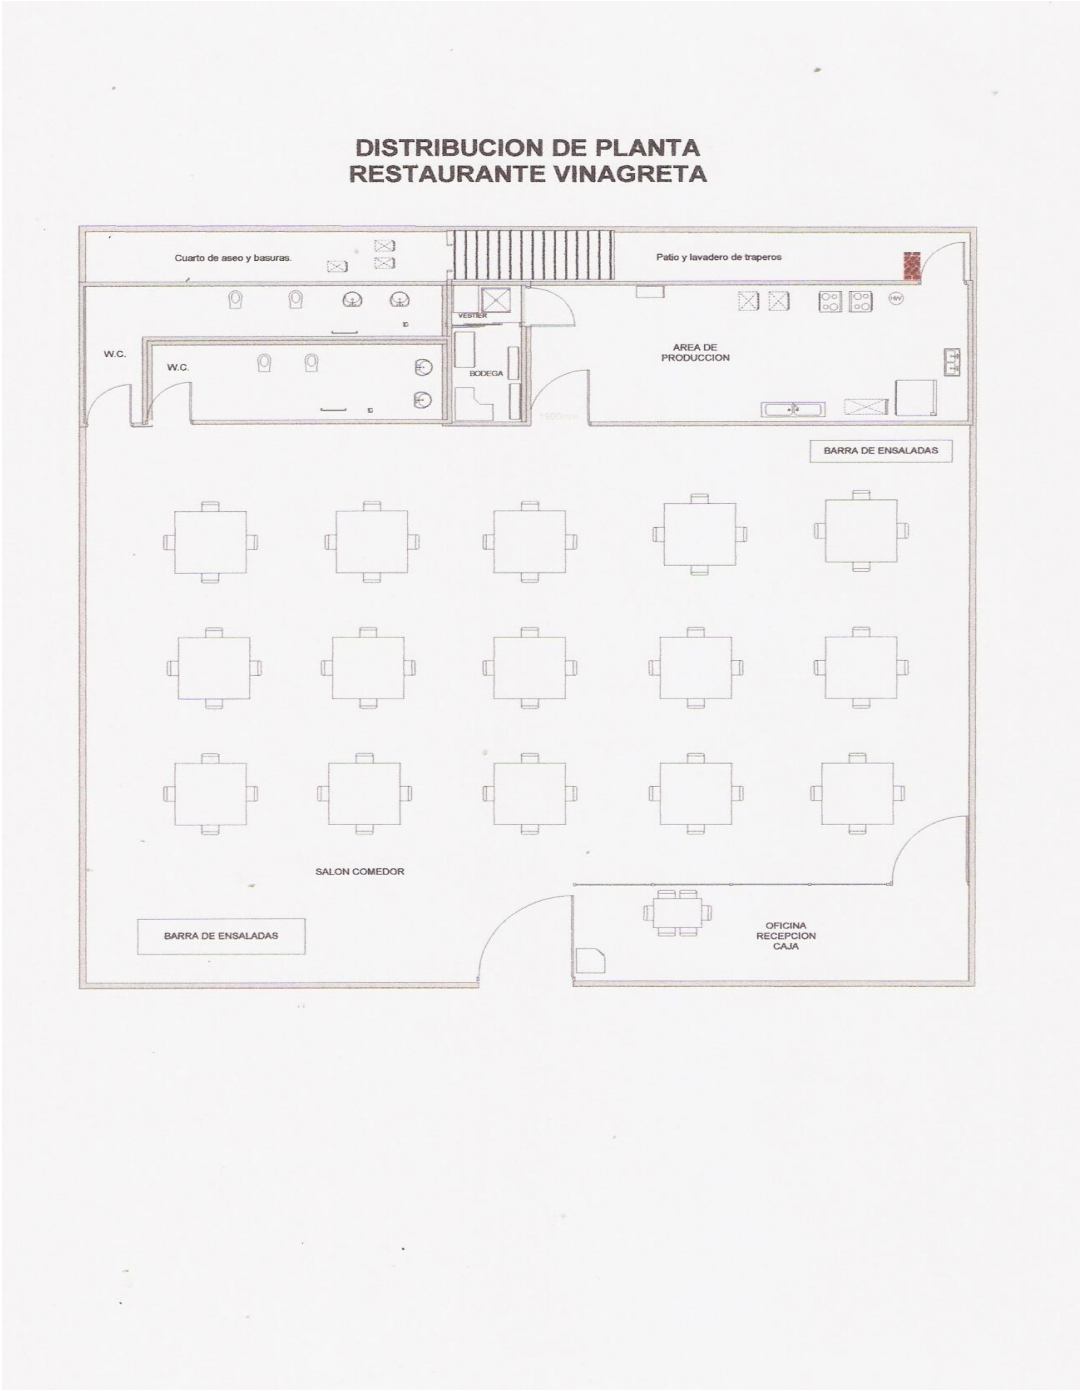 DISTRIBUCION DE PLANTA
RESTAURANTE VINAGRETA
Cuarto de aseo y basuras.
Patio y lavadero de traperos
VESTIER
HW
AREA DE
PRODUCCION
W.C.
W.C.
BODEGA
BARRA DE ENSALADAS
SALON COMEDOR
BARRA DE ENSALADAS
OFICINA
RECEPCION
CAJA